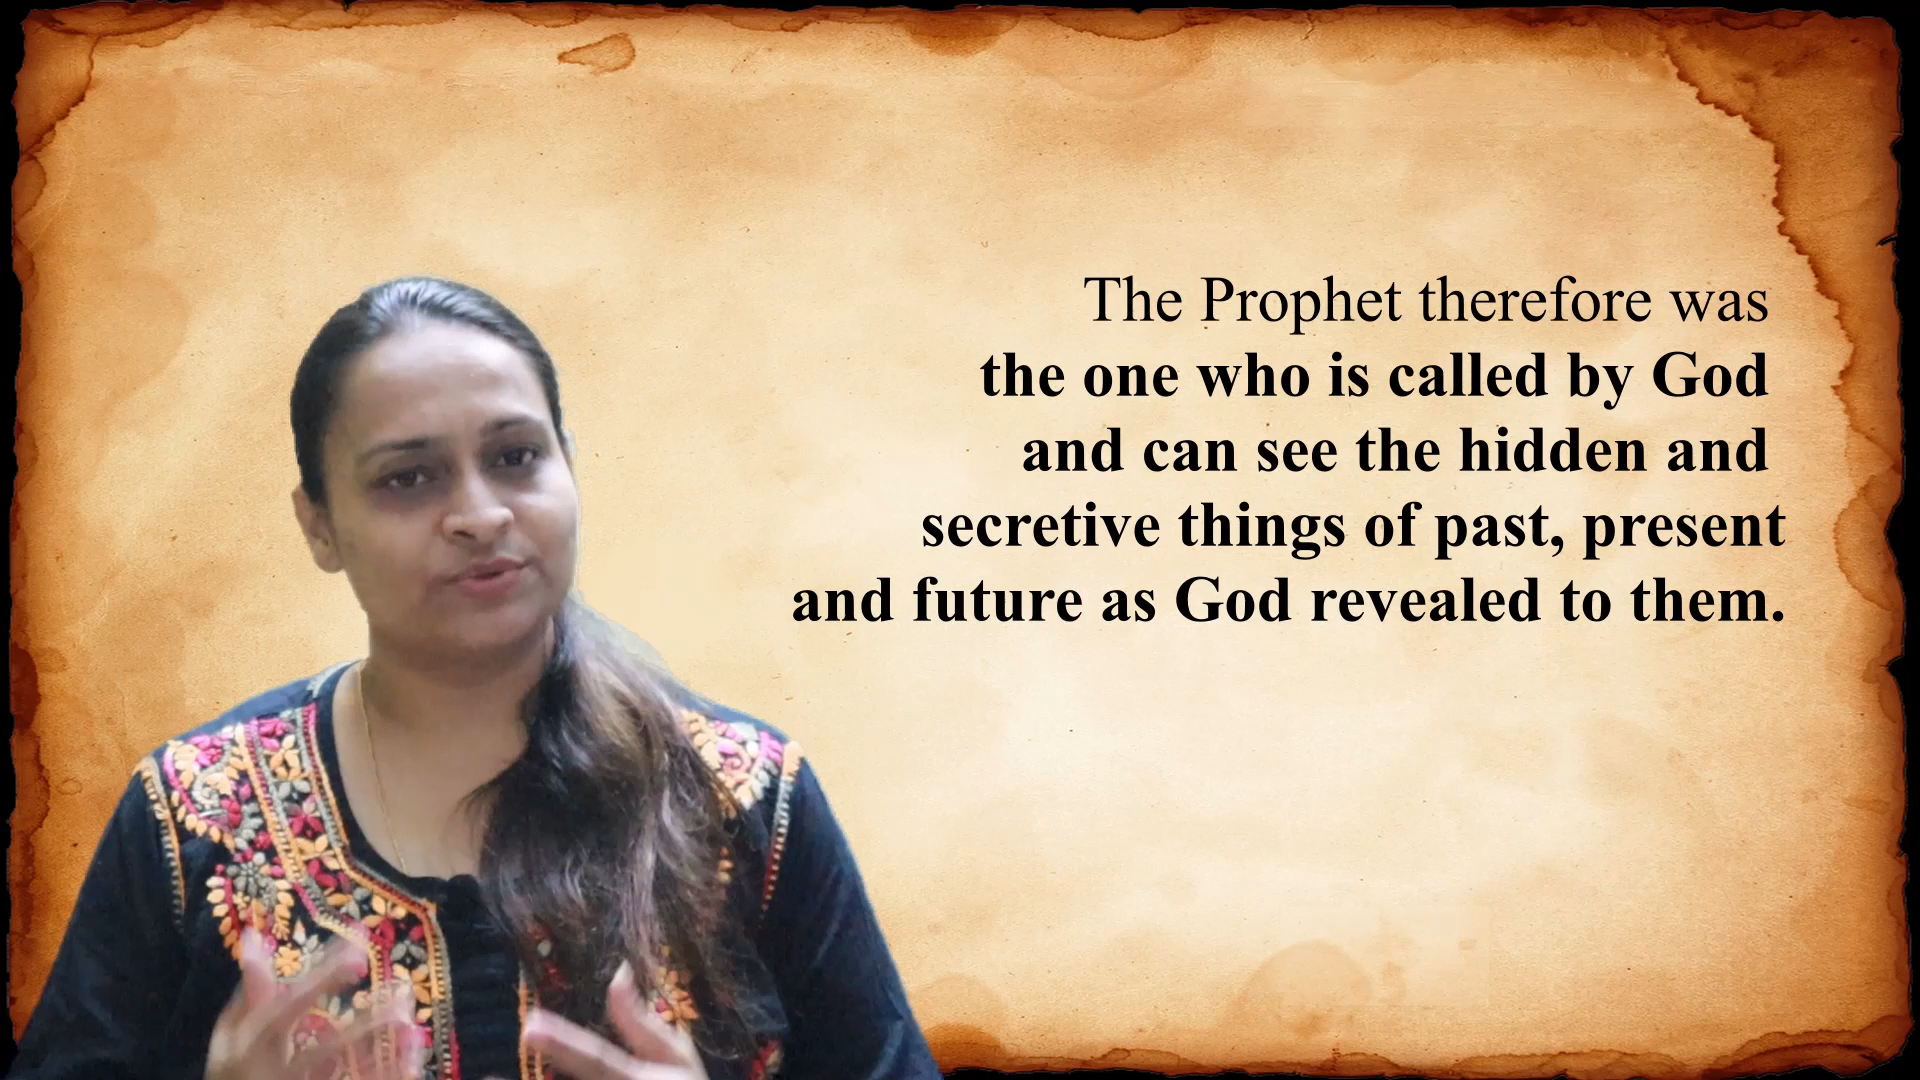 The Prophet therefore was
the one who is called by God
and can see the hidden and
secretive things of past, present
and future as God revealed to them.